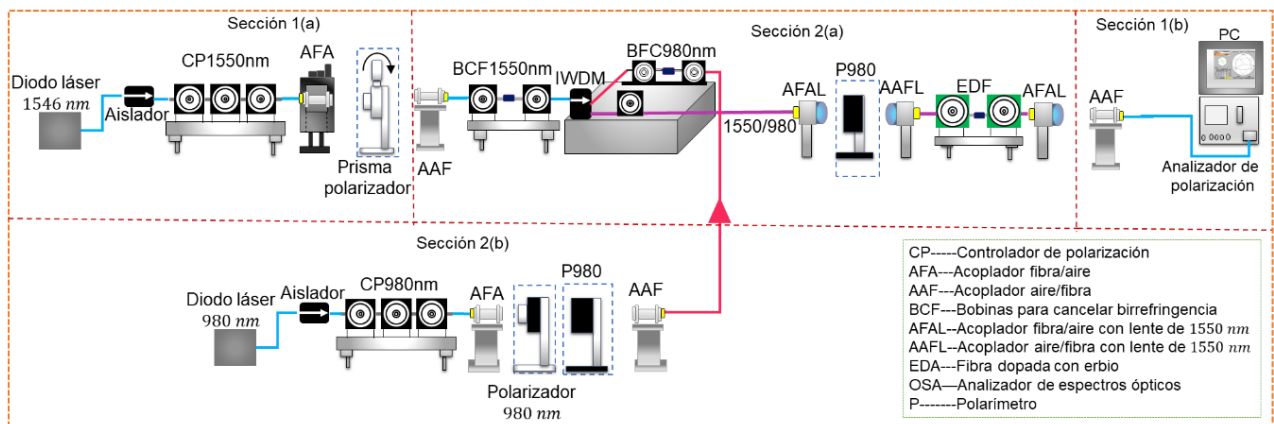 Sección 1(a)
Diodo láser
1546 nm
Aislador
CP1550nm
AFA
Prisma
polarizador
Sección 2(a)
AAF
BCF1550nm
IWDM
BFC980nm
1550/980
AFAL
P980
AAFL
EDF
AFAL
Sección 1(b)
AAF
PC
Analizador de
polarización
Sección 2(b)
Diodo láser
980 nm
Aislador
CP980nm
AFA
Polarizador
980 nm
P980
AAF
CP-----Controlador de polarización
AFA---Acoplador fibra/aire
AAF---Acoplador aire/fibra
BCF---Bobinas para cancelar birrefringencia
AFAL--Acoplador fibra/aire con lente de 1550 nm
AAFL--Acoplador aire/fibra con lente de 1550 nm
EDA---Fibra dopada con erbio
OSA—Analizador de espectros ópticos
P-------Polarímetro